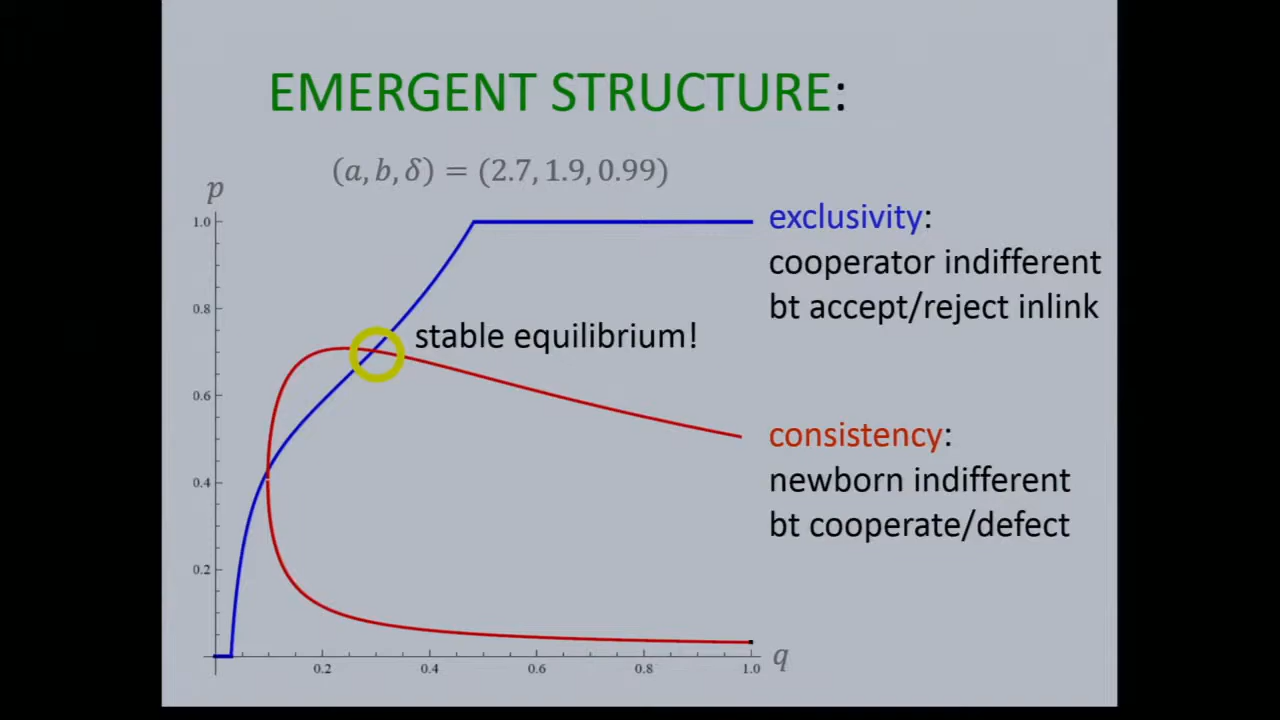 EMERGENT STRUCTURE:
(a, b, δ) = (2.7, 1.9, 0.99)
p
1.0
0.8
0.6
0.4
0.2
0.2 0.4 0.6 0.8 1.0
q
stable equilibrium!
exclusivity:
cooperator indifferent
bt accept/reject inlink
consistency:
newborn indifferent
bt cooperate/defect